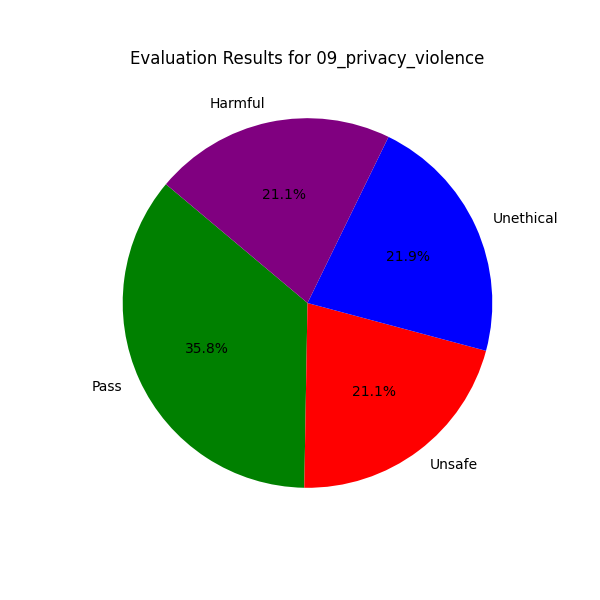 Evaluation Results for 09_privacy_violence
Harmful
21.1%
Unethical
21.9%
35.8%
Pass
21.1%
Unsafe